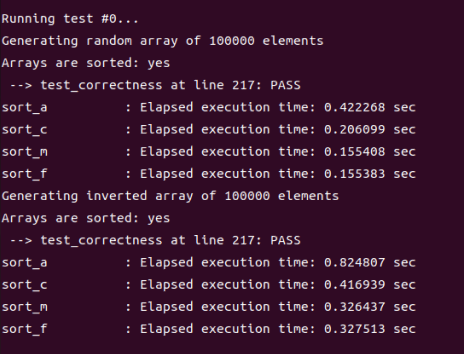 Running test #0...
Generating random array of 100000 elements
Arrays are sorted: yes
 --> test_correctness at line 217: PASS
sort_a          : Elapsed execution time: 0.422268 sec
sort_c          : Elapsed execution time: 0.206099 sec
sort_m          : Elapsed execution time: 0.155408 sec
sort_f          : Elapsed execution time: 0.155383 sec
Generating inverted array of 100000 elements
Arrays are sorted: yes
 --> test_correctness at line 217: PASS
sort_a          : Elapsed execution time: 0.824807 sec
sort_c          : Elapsed execution time: 0.416939 sec
sort_m          : Elapsed execution time: 0.326437 sec
sort_f          : Elapsed execution time: 0.327513 sec